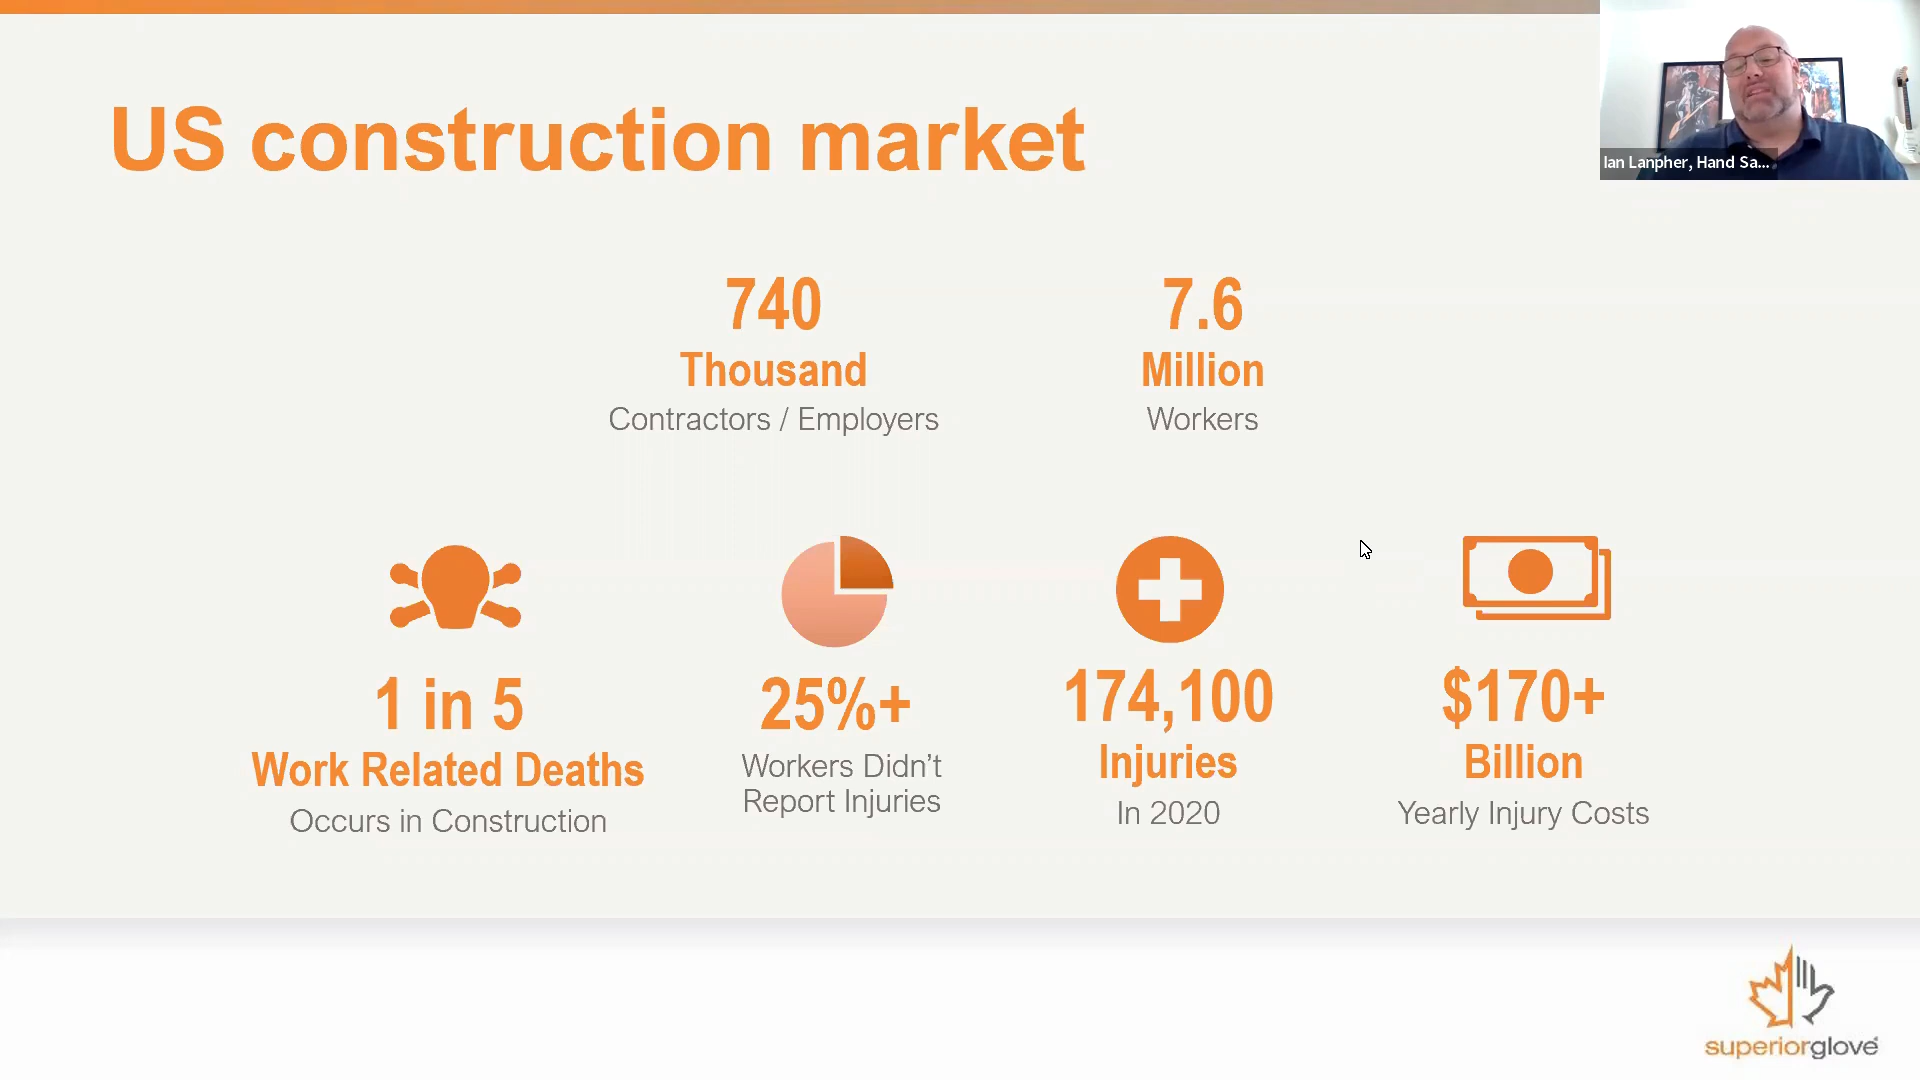 US construction market
Ian Lanpher, Hand Sa...
740
Thousand
Contractors / Employers
7.6
Million
Workers
1 in 5
Work Related Deaths
Occurs in Construction
25%+
Workers Didn’t
Report Injuries
174,100
Injuries
In 2020
$170+
Billion
Yearly Injury Costs
superiorglove